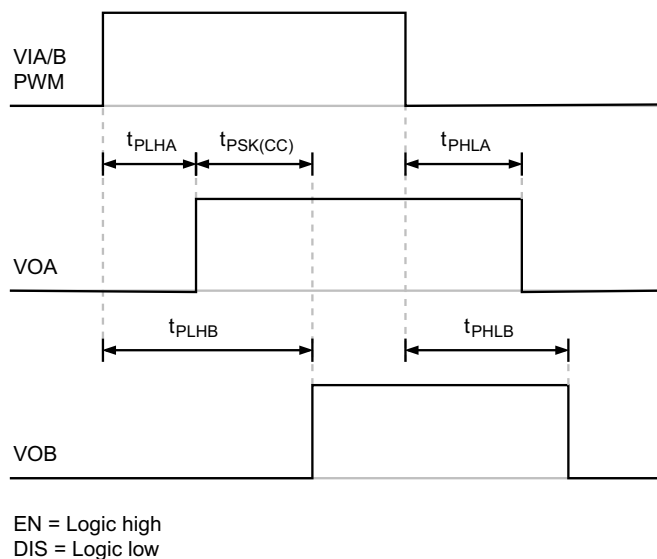 VIA/B
PWM
tPLHA
tPSK(CC)
tPHLA
VOA
tPLHB
tPHLB
VOB
EN = Logic high
DIS = Logic low